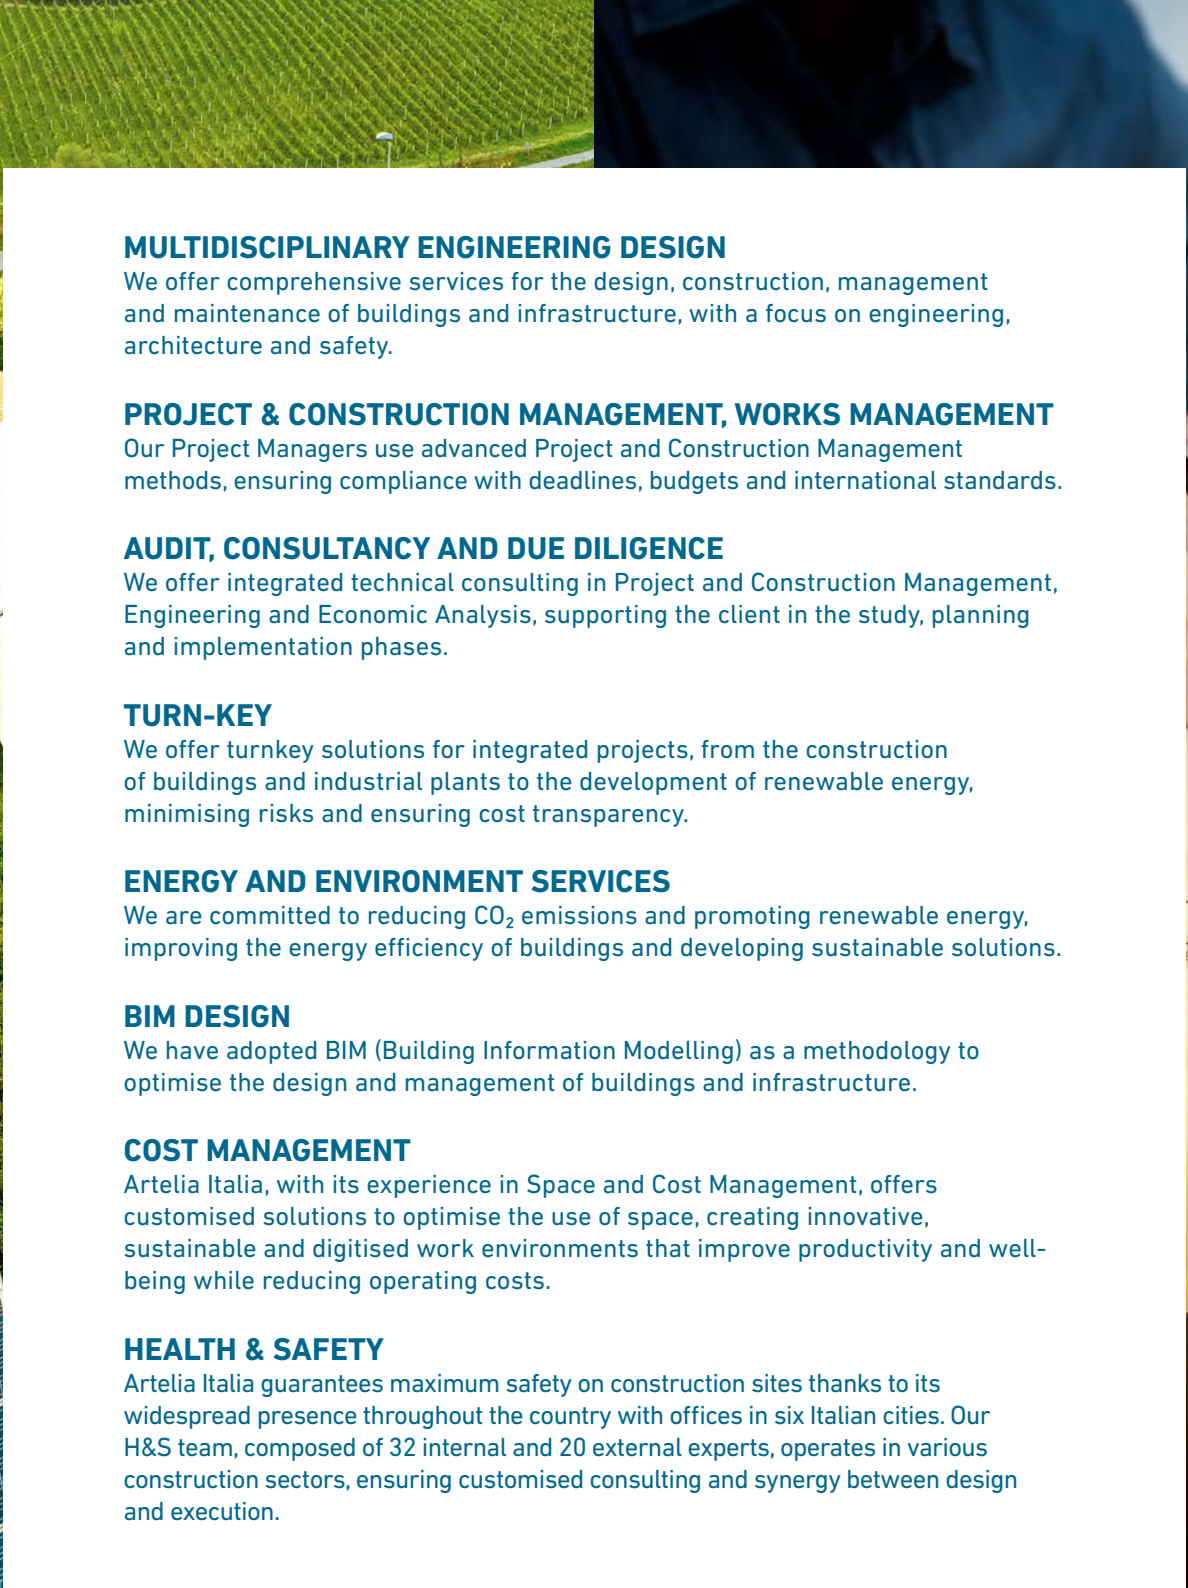 MULTIDISCIPLINARY ENGINEERING DESIGN
We offer comprehensive services for the design, construction, management
and maintenance of buildings and infrastructure, with a focus on engineering,
architecture and safety.
PROJECT & CONSTRUCTION MANAGEMENT, WORKS MANAGEMENT
Our Project Managers use advanced Project and Construction Management
methods, ensuring compliance with deadlines, budgets and international standards.
AUDIT, CONSULTANCY AND DUE DILIGENCE
We offer integrated technical consulting in Project and Construction Management,
Engineering and Economic Analysis, supporting the client in the study, planning
and implementation phases.
TURN-KEY
We offer turnkey solutions for integrated projects, from the construction
of buildings and industrial plants to the development of renewable energy,
minimising risks and ensuring cost transparency.
ENERGY AND ENVIRONMENT SERVICES
We are committed to reducing CO₂ emissions and promoting renewable energy,
improving the energy efficiency of buildings and developing sustainable solutions.
BIM DESIGN
We have adopted BIM (Building Information Modelling) as a methodology to
optimise the design and management of buildings and infrastructure.
COST MANAGEMENT
Artelia Italia, with its experience in Space and Cost Management, offers
customised solutions to optimise the use of space, creating innovative,
sustainable and digitised work environments that improve productivity and well-
being while reducing operating costs.
HEALTH & SAFETY
Artelia Italia guarantees maximum safety on construction sites thanks to its
widespread presence throughout the country with offices in six Italian cities. Our
H&S team, composed of 32 internal and 20 external experts, operates in various
construction sectors, ensuring customised consulting and synergy between design
and execution.